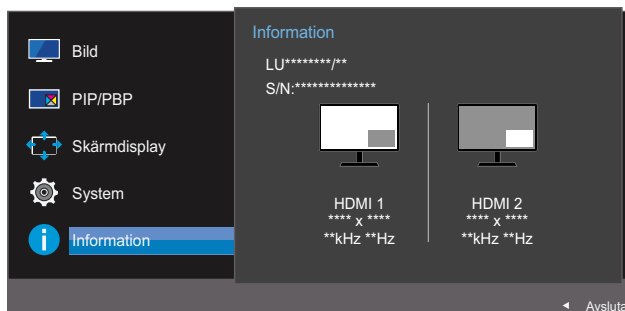 Bild
PIP/PBP
Skärmdisplay
System
Information
Information
LU********/**
S/N:**************
HDMI 1
**** x ****
**kHz **Hz
HDMI 2
**** x ****
**kHz **Hz
Avsluta